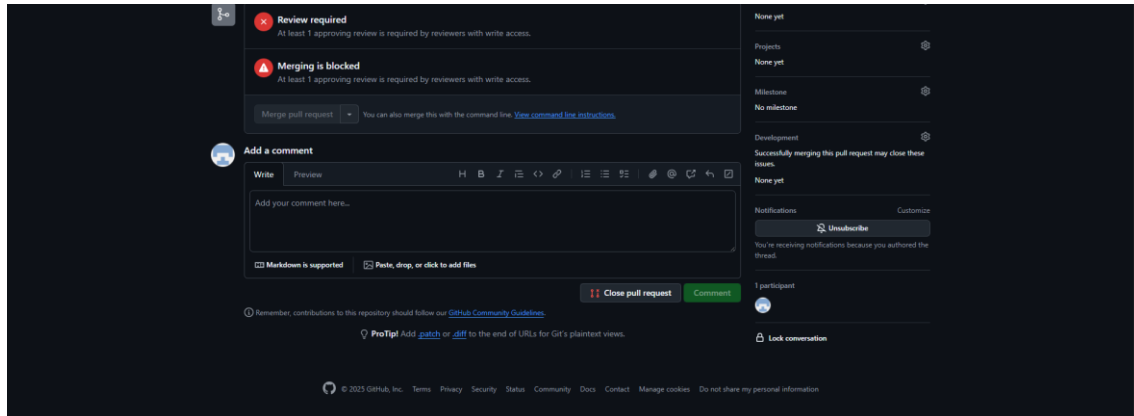 Review required
At least 1 approving review is required by reviewers with write access.
Merging is blocked
At least 1 approving review is required by reviewers with write access.
Merge pull request You can also merge this with the command line. View command line instructions.
Add a comment
Write Preview
Add your comment here...
Markdown is supported Paste, drop, or click to add files
Close pull request Comment
Remember, contributions to this repository should follow our GitHub Community Guidelines.
ProTip! Add .patch or .diff to the end of URLs for Git's plaintext views.
None yet
Projects
None yet
Milestone
No milestone
Development
Successfully merging this pull request may close these
issues.
None yet
Notifications Customize
Unsubscribe
You're receiving notifications because you authored the
thread.
1 participant
Lock conversation
© 2025 GitHub, Inc. Terms Privacy Security Status Community Docs Contact Manage cookies Do not share my personal information